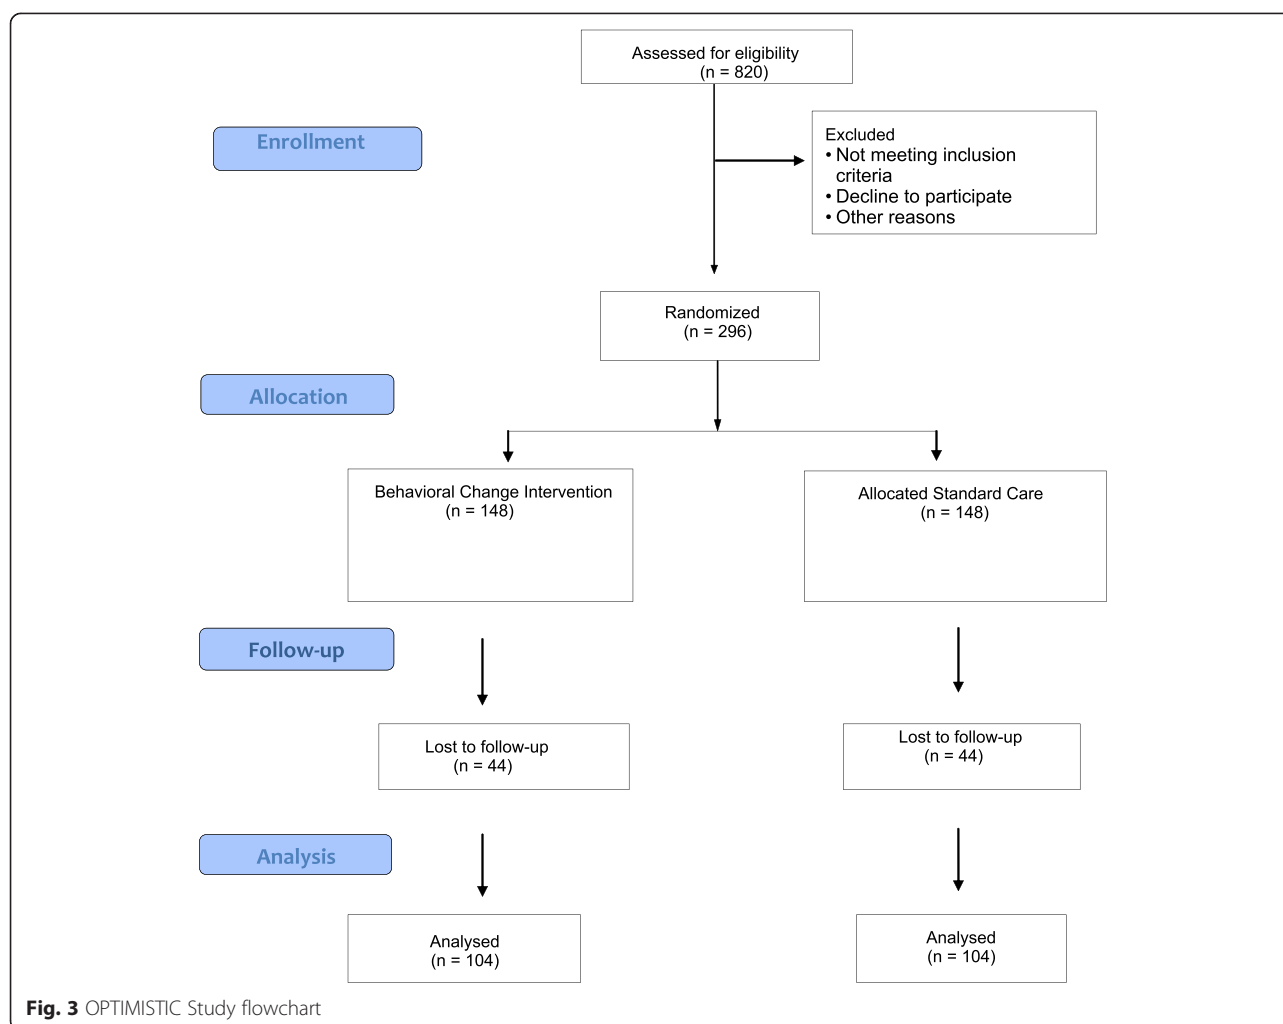 Assessed for eligibility
(n = 820)
Enrollment
Excluded
• Not meeting inclusion
criteria
• Decline to participate
• Other reasons
Randomized
(n = 296)
Allocation
Behavioral Change Intervention
(n = 148)
Allocated Standard Care
(n = 148)
Follow-up
Lost to follow-up
(n = 44)
Lost to follow-up
(n = 44)
Analysis
Analysed
(n = 104)
Analysed
(n = 104)
Fig. 3 OPTIMISTIC Study flowchart